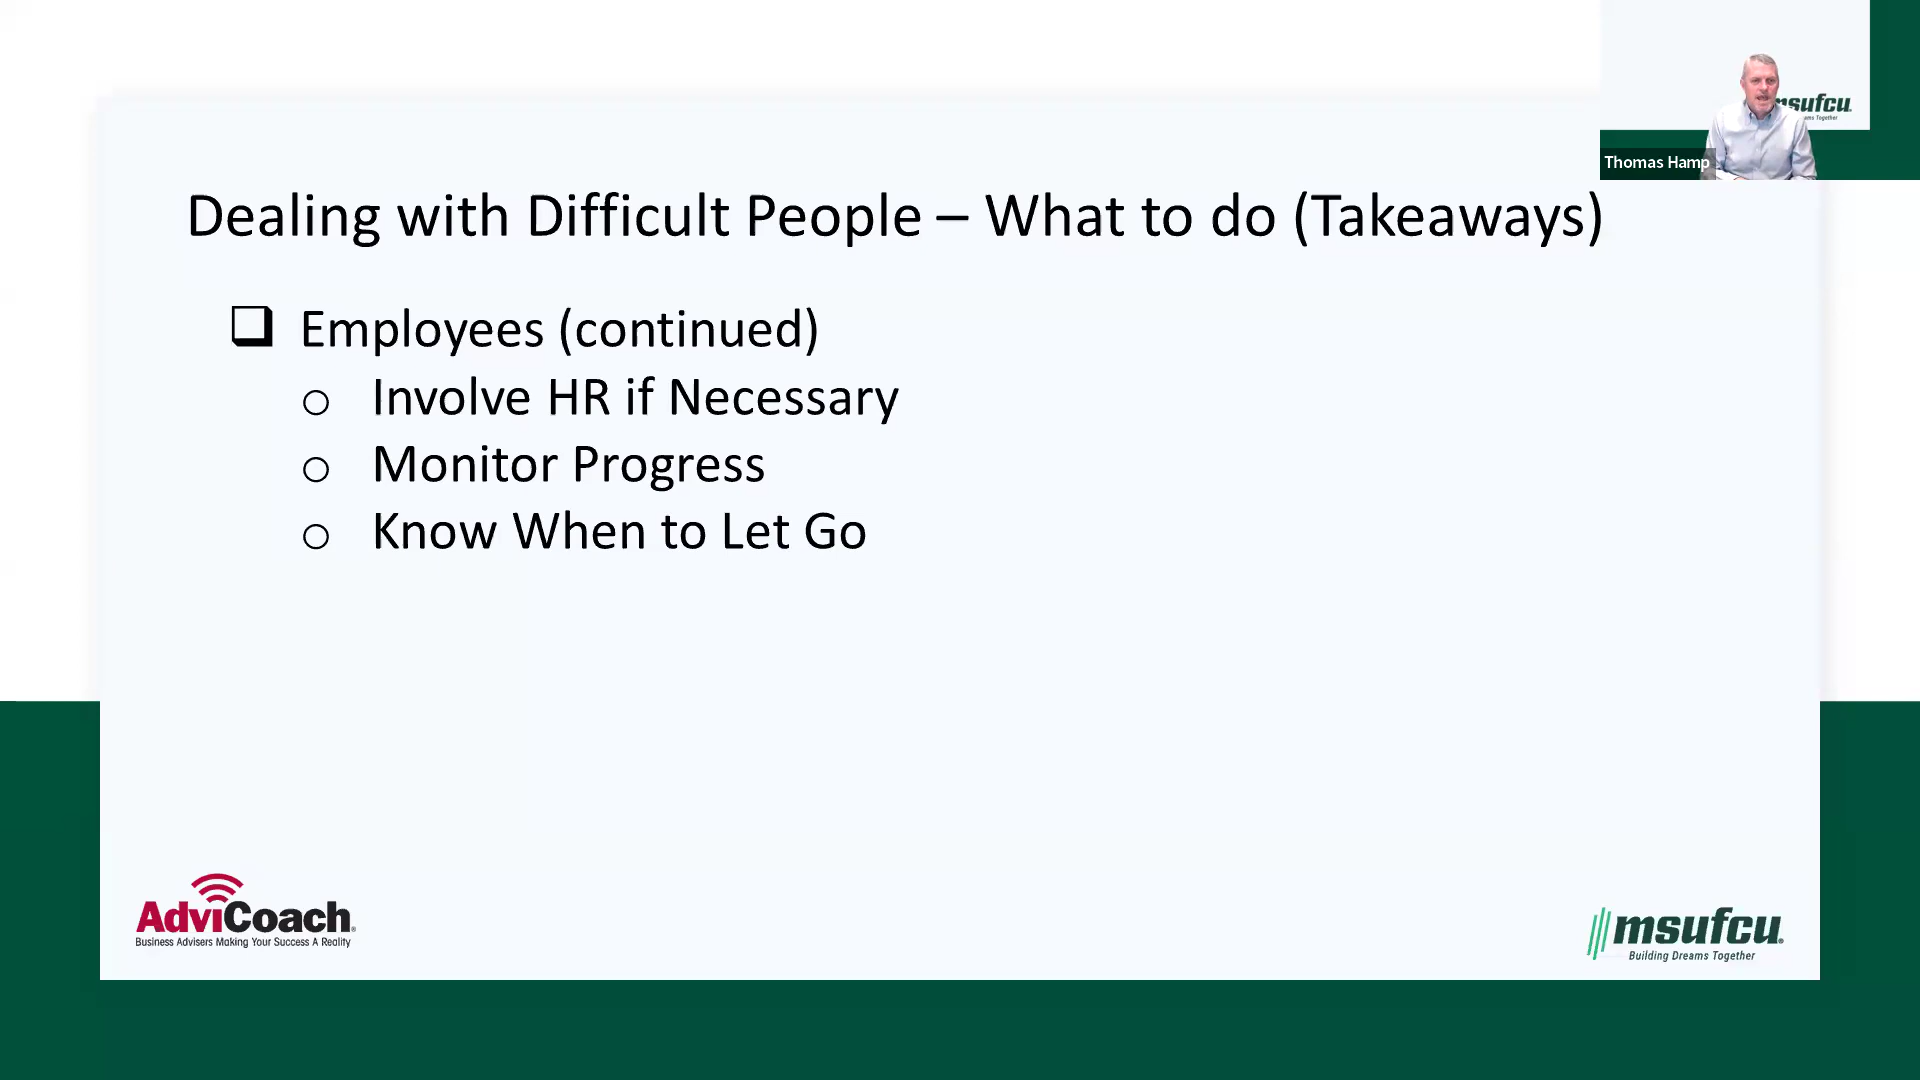 msufcu
Thomas Hamp
Dealing with Difficult People – What to do (Takeaways)
Employees (continued)
Involve HR if Necessary
Monitor Progress
Know When to Let Go
AdviCoach®
Business Advisers Making Your Success A Reality
msufcu®
Building Dreams Together